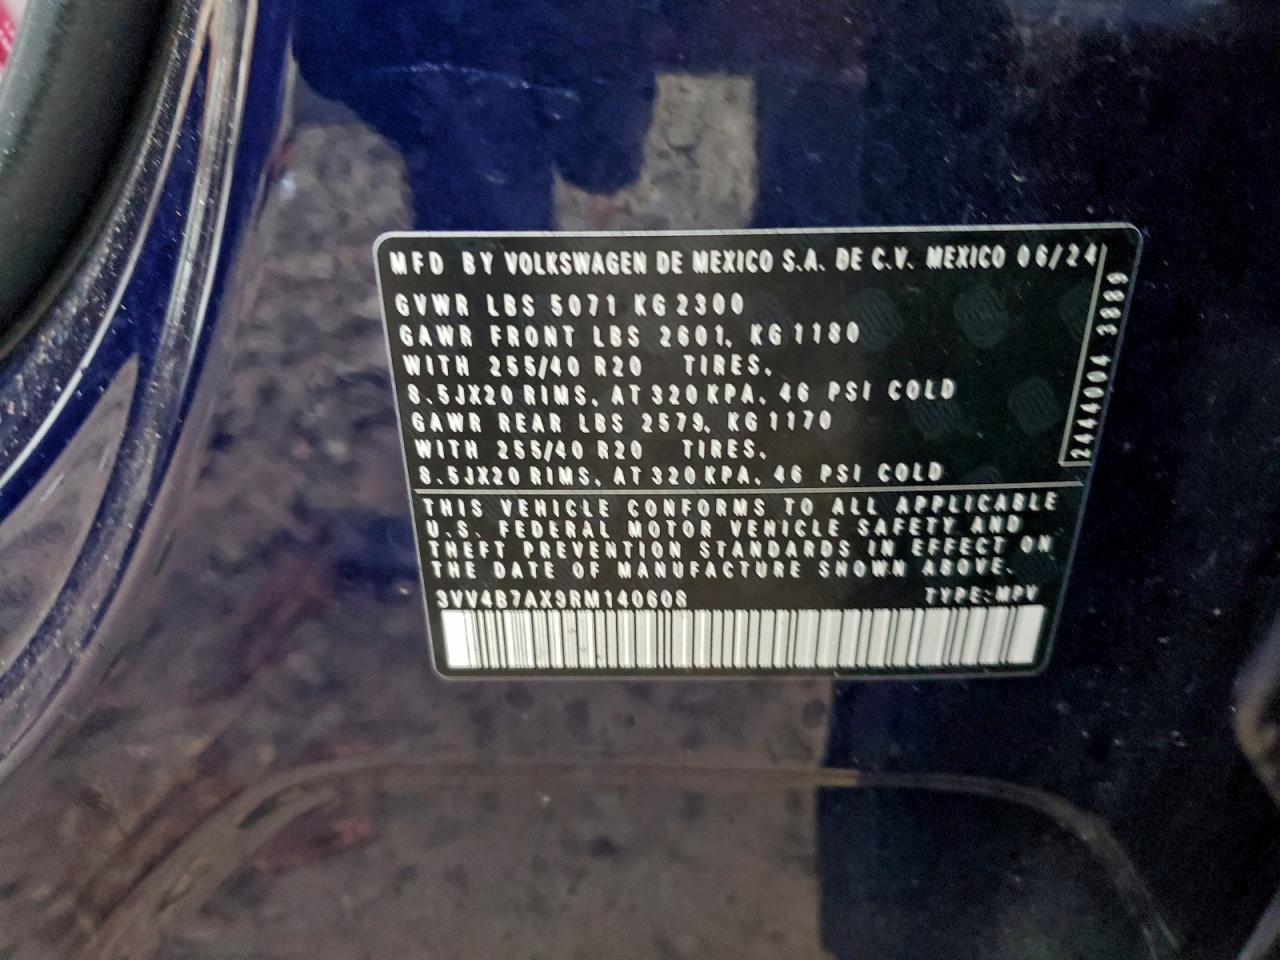 MFD BY VOLKSWAGEN DE MEXICO S.A. DE C.V. MEXICO 06/24
GVWR LBS 5071 KG 2300
GAWR FRONT LBS 2601, KG 1180
WITH 255/40 R20 TIRES,
8.5JX20 RIMS, AT 320 KPA, 46 PSI COLD
GAWR REAR LBS 2579, KG 1170
WITH 255/40 R20 TIRES,
8.5JX20 RIMS, AT 320 KPA, 46 PSI COLD
2444004 3889
THIS VEHICLE CONFORMS TO ALL APPLICABLE
U.S. FEDERAL MOTOR VEHICLE SAFETY AND
THEFT PREVENTION STANDARDS IN EFFECT ON
THE DATE OF MANUFACTURE SHOWN ABOVE.
3VV4B7AX9RM140608 TYPE:MPV